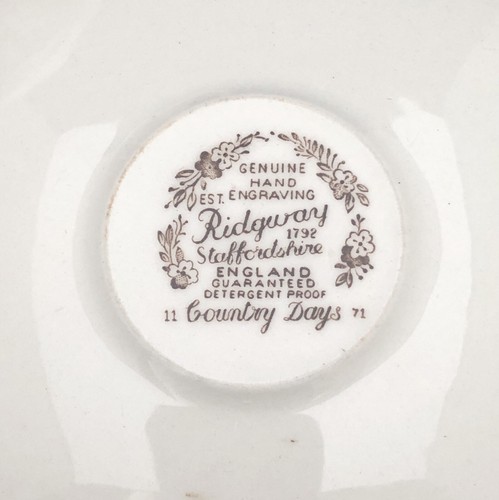 GENUINE
HAND
EST. ENGRAVING
Ridgway 1792
Staffordshire
ENGLAND
GUARANTEED
DETERGENT PROOF
11 Country Days 71